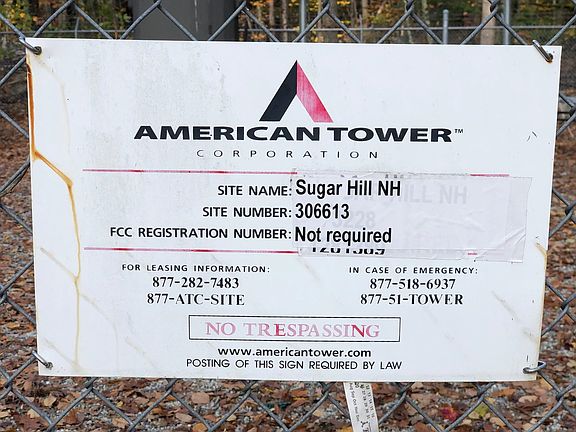 AMERICAN TOWER™
CORPORATION
SITE NAME: Sugar Hill NH
SITE NUMBER: 306613
FCC REGISTRATION NUMBER: Not required
FOR LEASING INFORMATION:
877-282-7483
877-ATC-SITE
IN CASE OF EMERGENCY:
877-518-6937
877-51-TOWER
NO TRESPASSING
www.americantower.com
POSTING OF THIS SIGN REQUIRED BY LAW